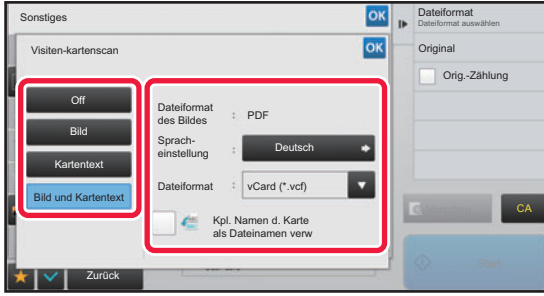 Sonstiges
OK
Dateiformat
Dateiformat auswählen
Visiten-kartenscan
OK
Original
Orig.-Zählung
Off
Bild
Kartentext
Bild und Kartentext
Dateiformat
des Bildes : PDF
Sprach-
einstellung : Deutsch
Dateiformat : vCard (*.vcf)
Kpl. Namen d. Karte
als Dateinamen verw
CA
Start
Zurück